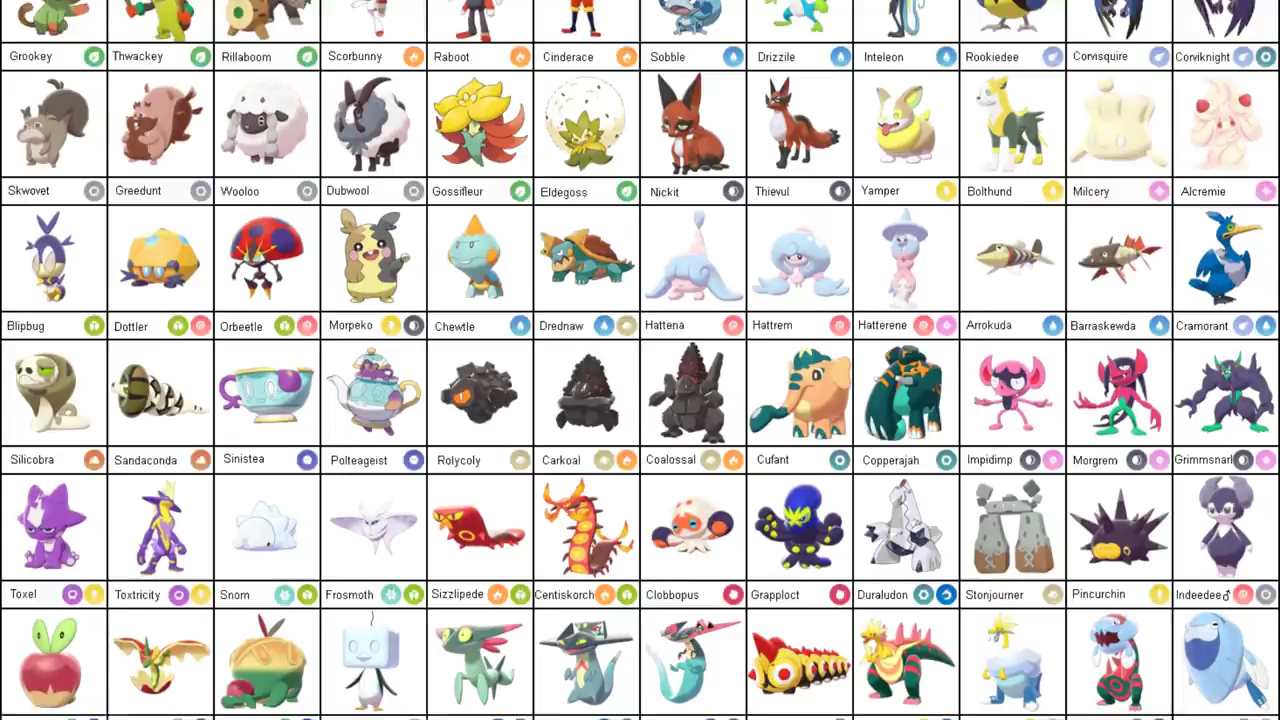 Grookey Thwackey Rillaboom Scorbunny Raboot Cinderace Sobble Drizzile Inteleon Rookiedee Corvisquire Corviknight
Skwovet Greedunt Wooloo Dubwool Gossifleur Eldegoss Nickit Thievul Yamper Bolthund Milcery Alcremie
Blipbug Dottler Orbeetle Morpeko Chewtle Drednaw Hattena Hattrem Hatterene Arrokuda Barraskewda Cramorant
Silicobra Sandaconda Sinistea Polteageist Rolycoly Carkoal Coalossal Cufant Copperajah Impidimp Morgrem Grimmsnarl
Toxel Toxtricity Snom Frosmoth Sizzlipede Centiskorch Clobbopus Grapploct Duraludon Stonjourner Pincurchin Indeedee♂